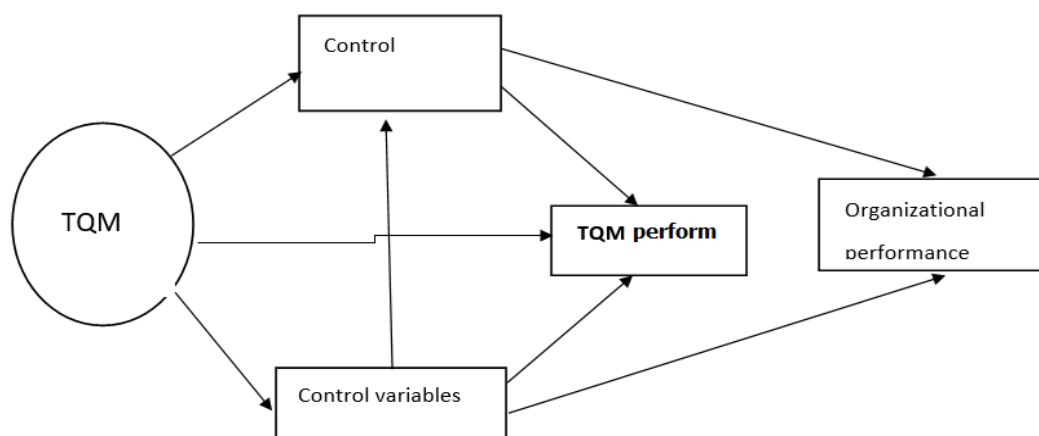 Control
TQM
TQM perform
Organizational
performance
Control variables